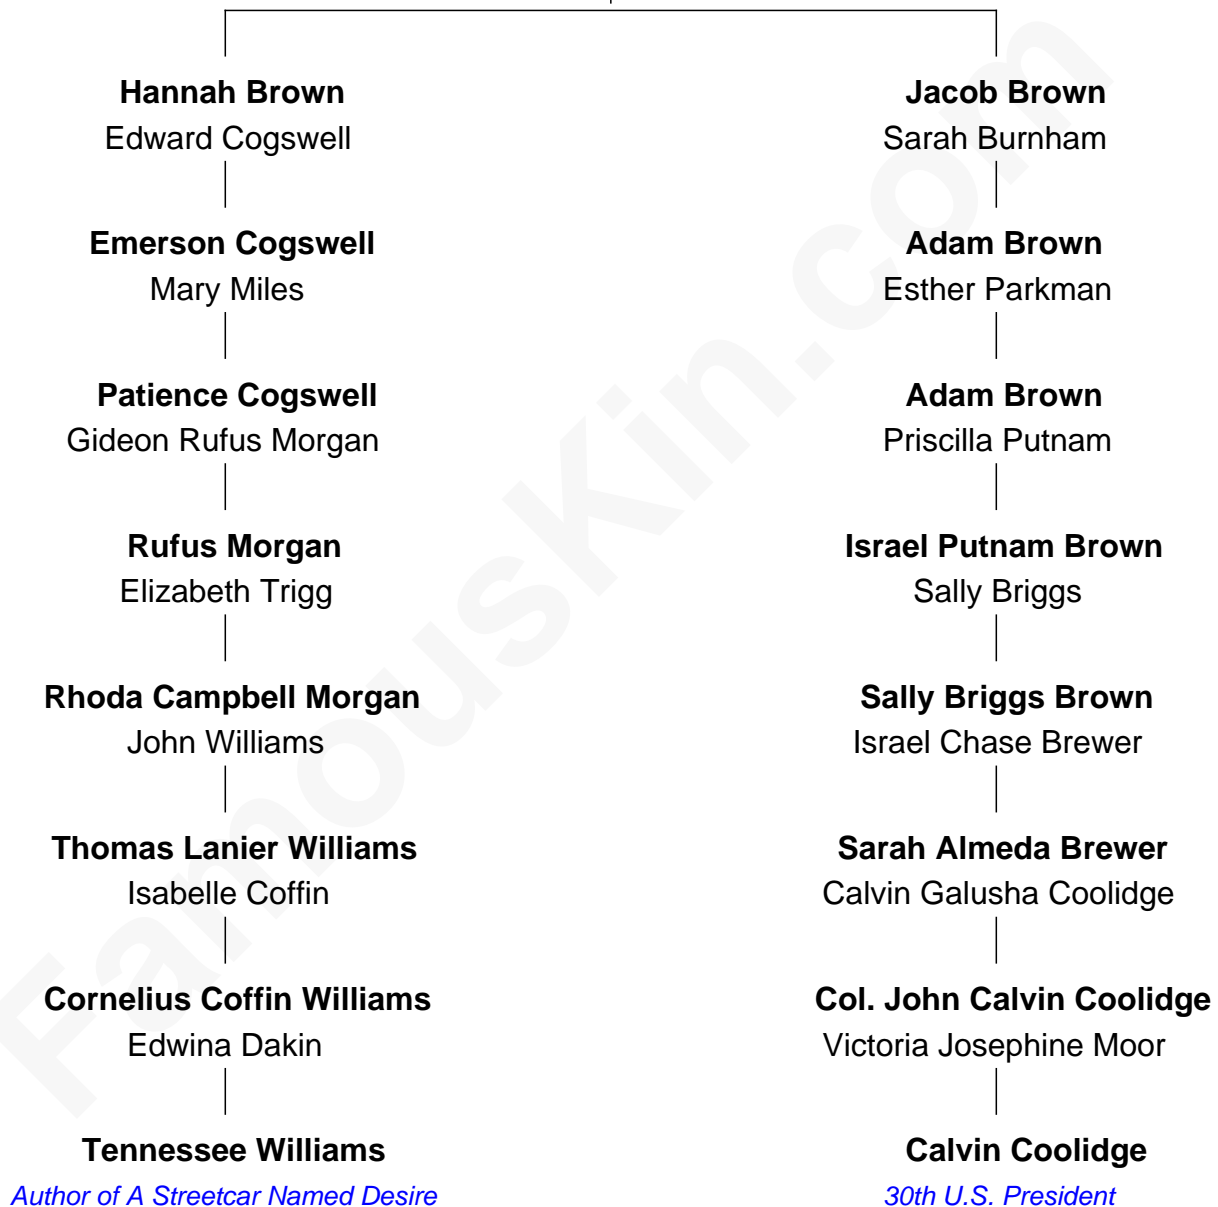 Hannah Brown
Edward Cogswell
Emerson Cogswell
Mary Miles
Patience Cogswell
Gideon Rufus Morgan
Rufus Morgan
Elizabeth Trigg
Rhoda Campbell Morgan
John Williams
Thomas Lanier Williams
Isabelle Coffin
Cornelius Coffin Williams
Edwina Dakin
Tennessee Williams
Author of A Streetcar Named Desire
Jacob Brown
Sarah Burnham
Adam Brown
Esther Parkman
Adam Brown
Priscilla Putnam
Israel Putnam Brown
Sally Briggs
Sally Briggs Brown
Israel Chase Brewer
Sarah Almeda Brewer
Calvin Galusha Coolidge
Col. John Calvin Coolidge
Victoria Josephine Moor
Calvin Coolidge
30th U.S. President
FamousKin.com